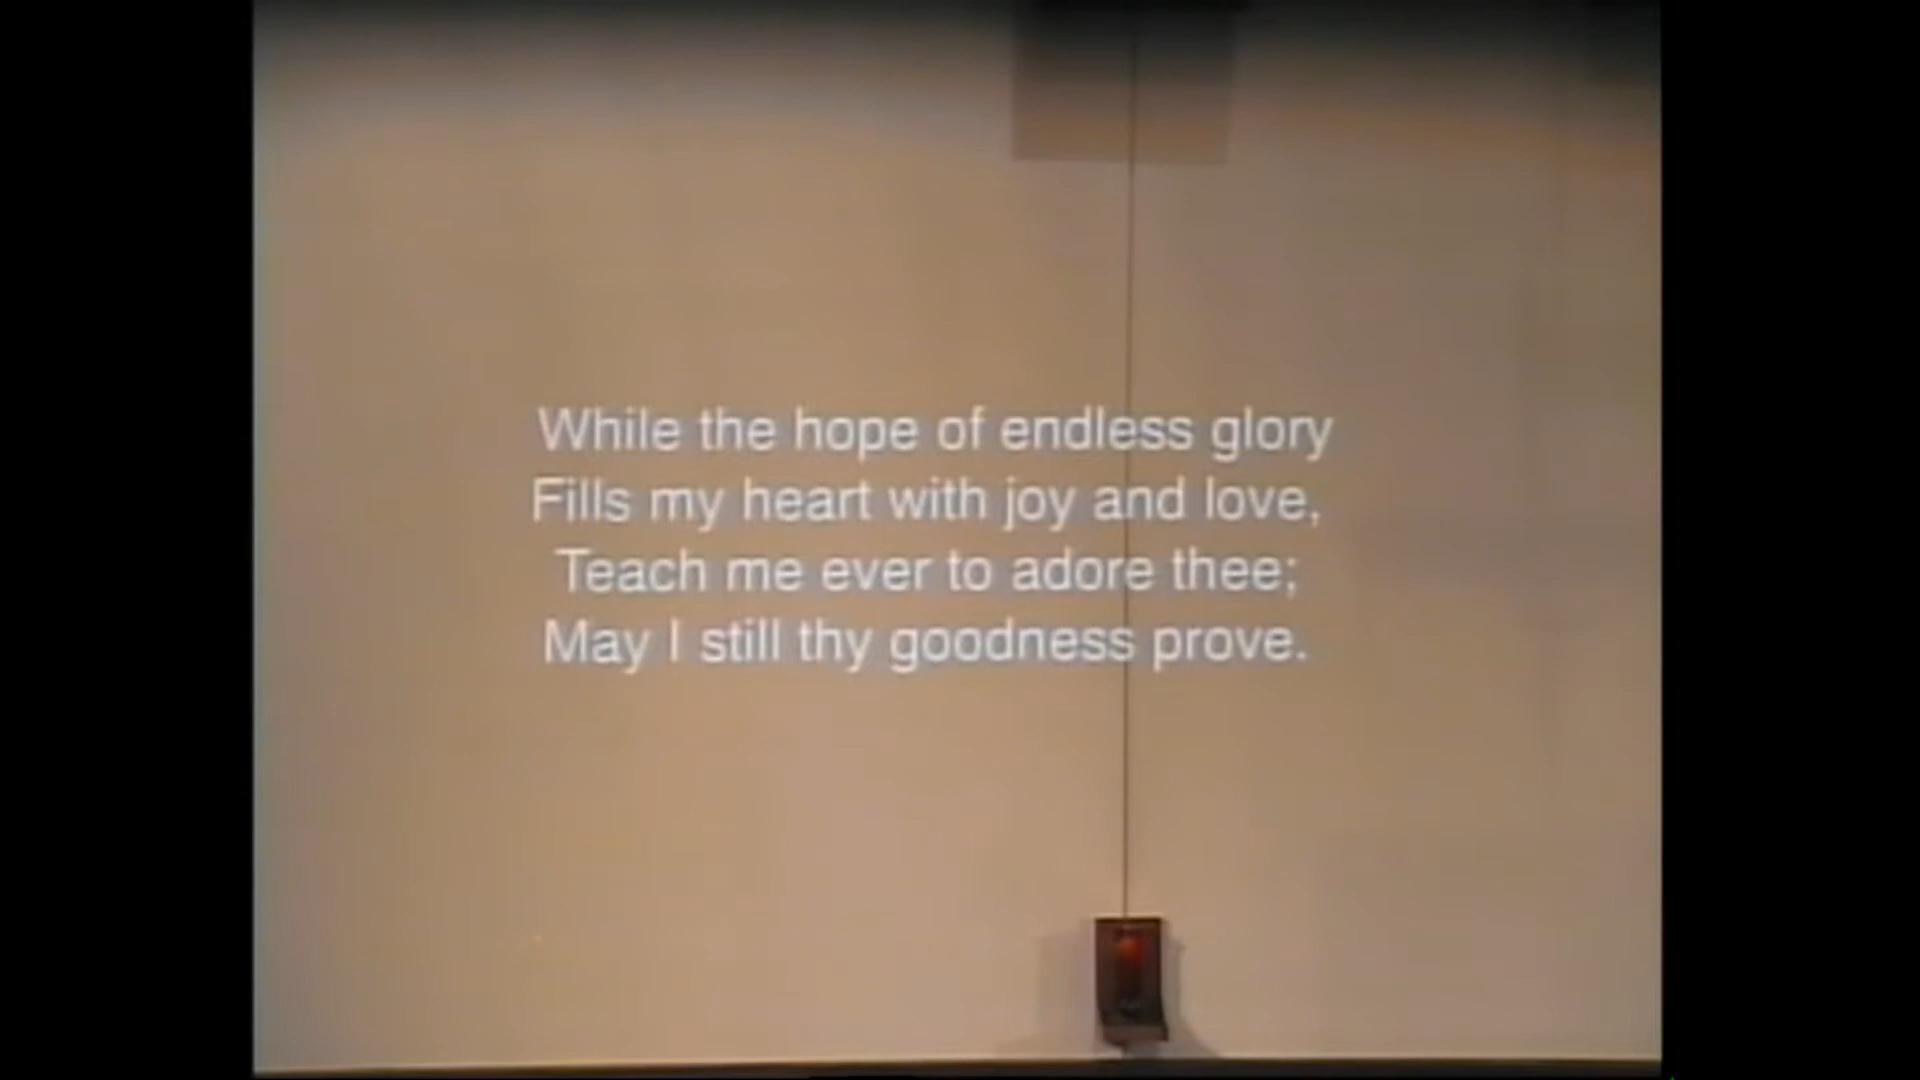 While the hope of endless glory
Fills my heart with joy and love,
Teach me ever to adore thee;
May I still thy goodness prove.